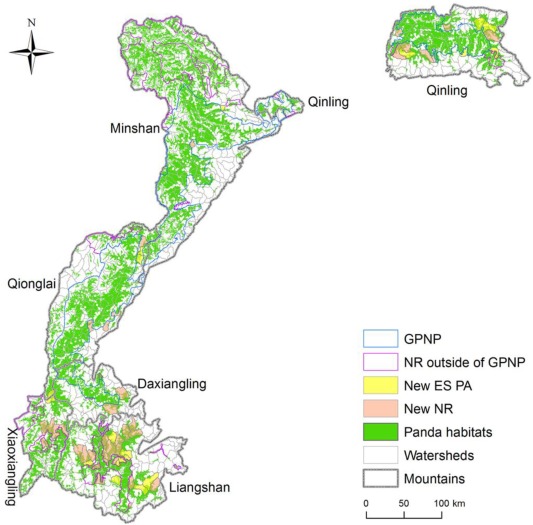 N
Qinling
Qinling
Minshan
Qionglai
Daxiangling
Xiaoxiangling
Liangshan
GPNP
NR outside of GPNP
New ES PA
New NR
Panda habitats
Watersheds
Mountains
0 50 100 km